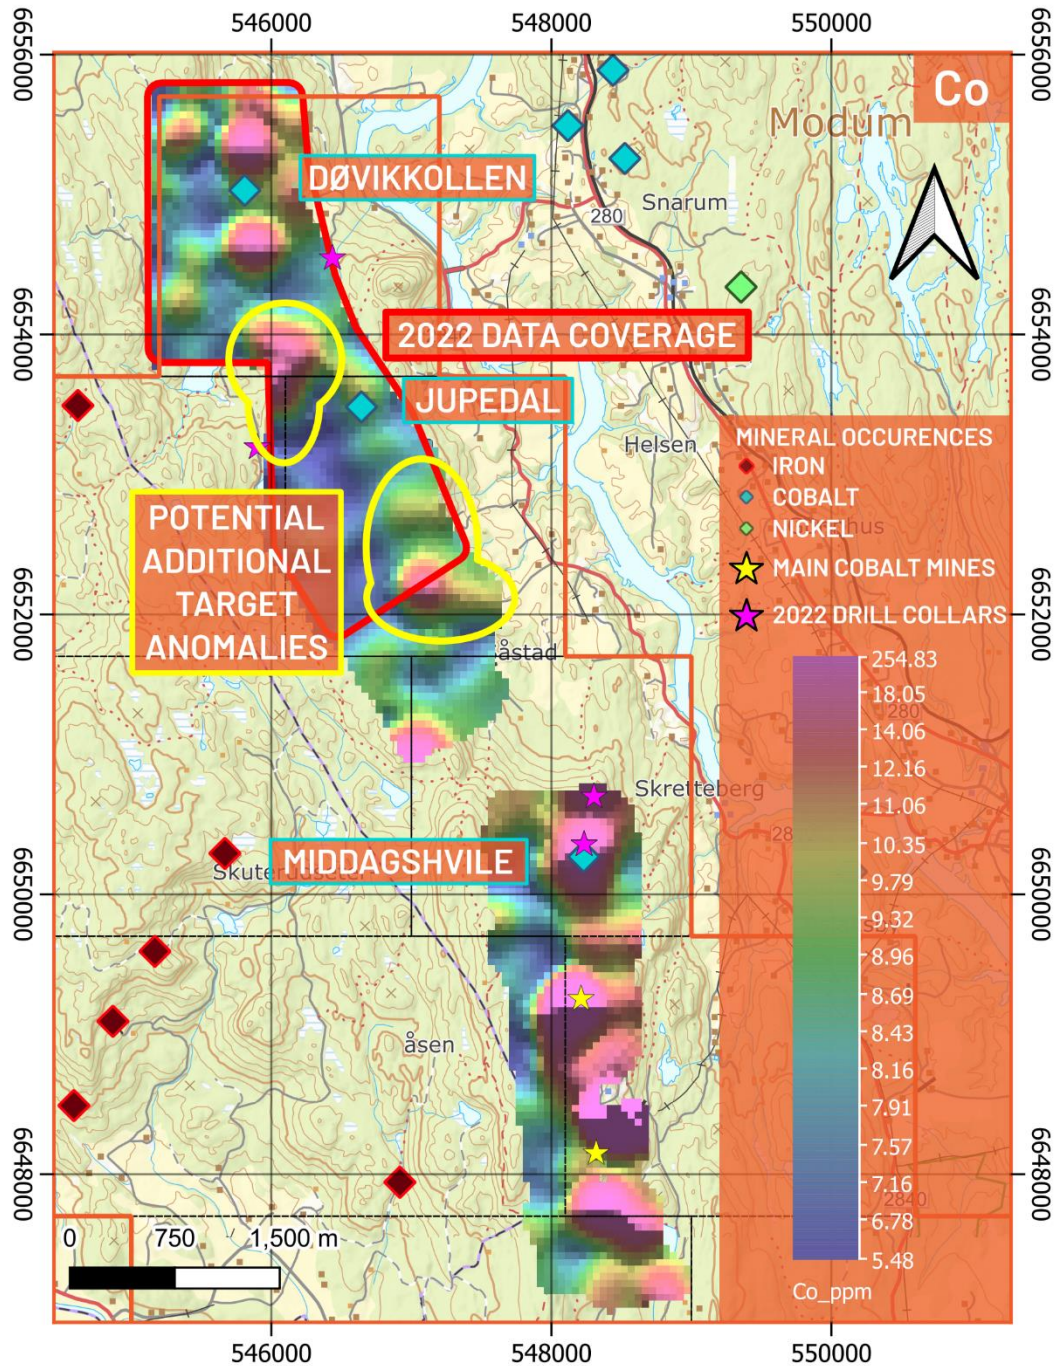 546000
548000
550000
6656000
6656000
Co
Modum
DØVIKKOLLEN
Snarum
280
2022 DATA COVERAGE
6654000
6654000
JUPEDAL
Helsen
MINERAL OCCURENCES
IRON
COBALT
NICKEL
hus
MAIN COBALT MINES
2022 DRILL COLLARS
POTENTIAL
ADDITIONAL
TARGET
ANOMALIES
6652000
6652000
åstad
254.83
18.05
280
14.06
12.16
11.06
10.35
9.79
9.32
8.96
8.69
8.43
8.16
7.91
7.57
7.16
6.78
5.48
Co_ppm
Skretteberg
28
MIDDAGSHVILE
6650000
6650000
åsen
6648000
6648000
2840
0 750 1,500 m
546000
548000
550000